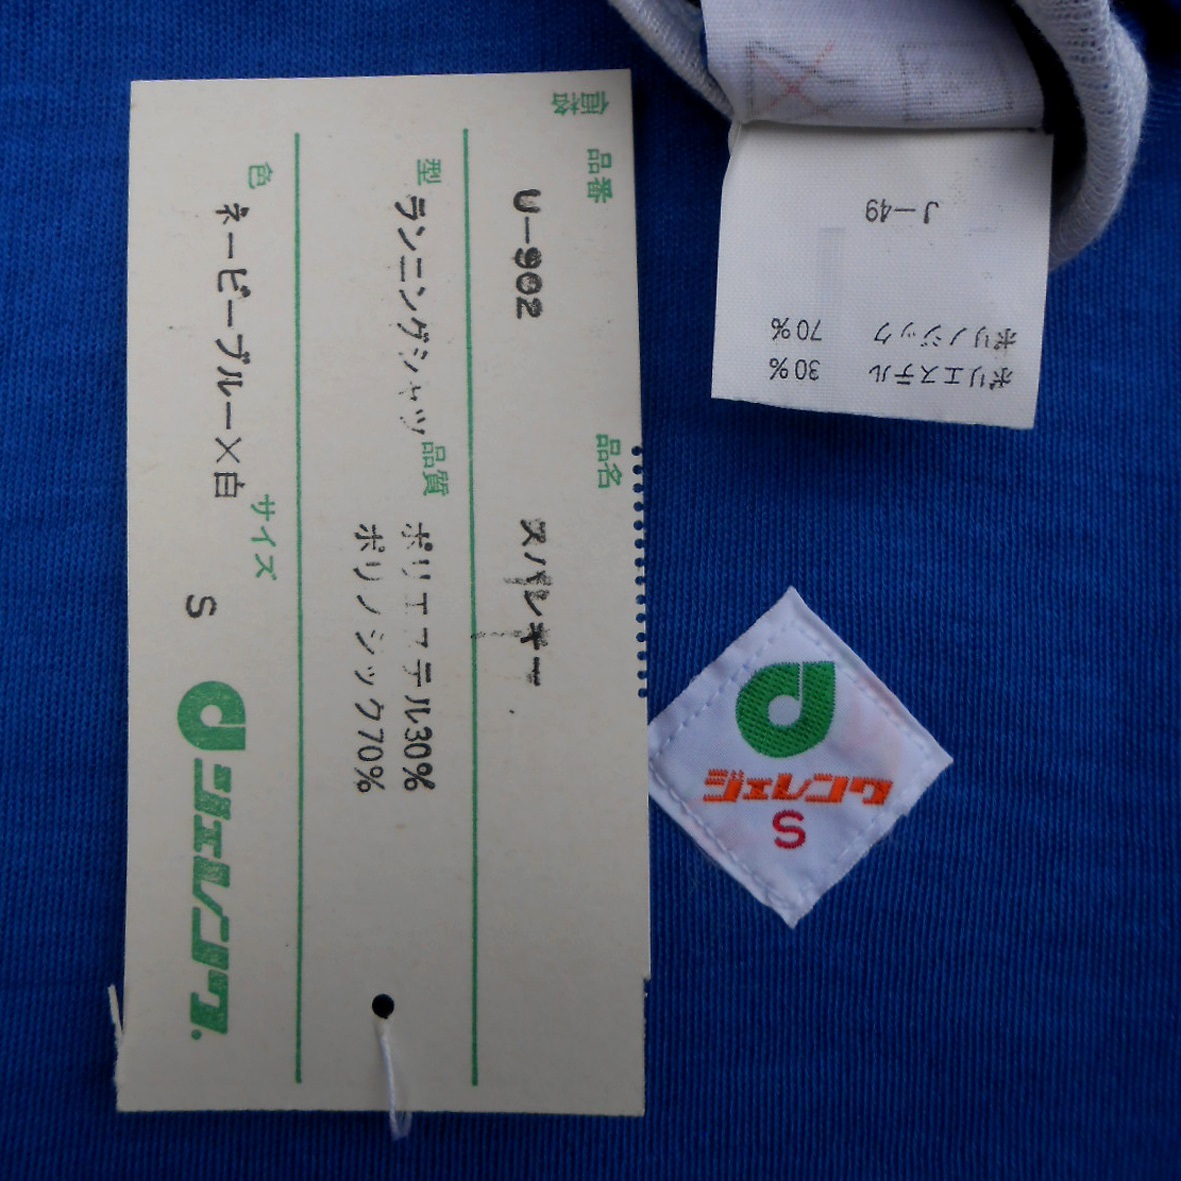 品番 品名
U-902 スパンキー
型 ランニングシャツ 品質 ポリエステル30%
ポリノジック70%
色 ネービーブルー×白 サイズ S
ジェレンク.
J-49
ポリノジック 70%
ポリエステル 30%
ジェレンク
S